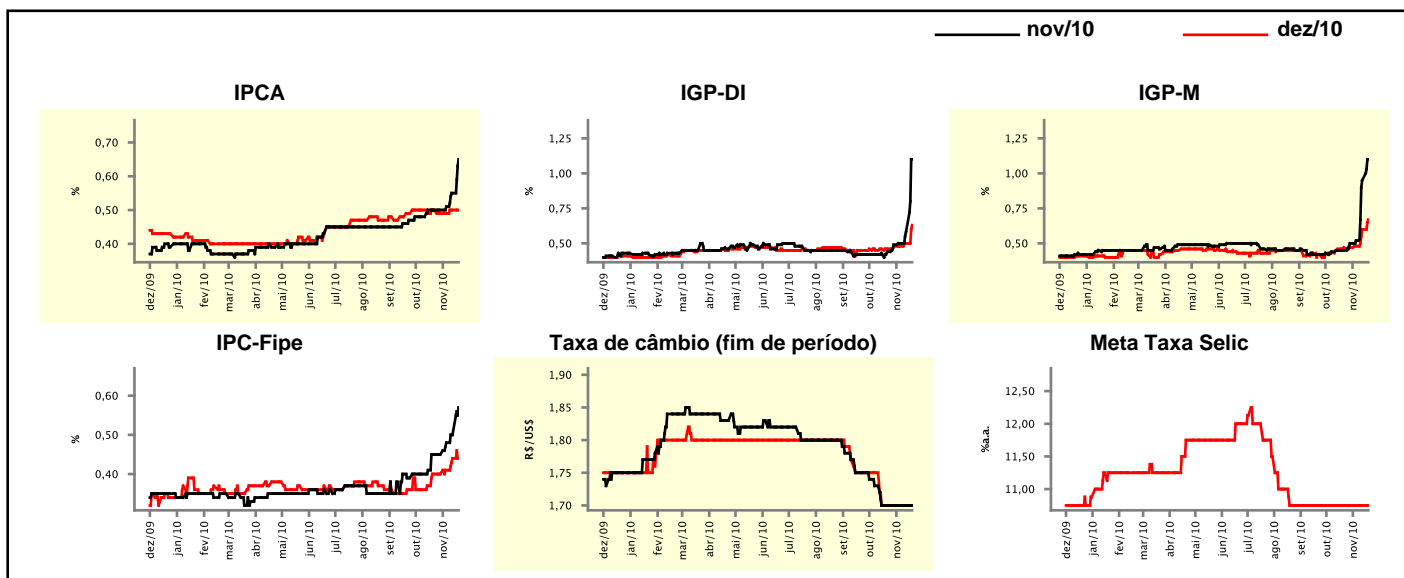 nov/10 dez/10
IPCA
%
0,70
0,60
0,50
0,40
dez/09 jan/10 fev/10 mar/10 abr/10 mai/10 jun/10 jul/10 ago/10 set/10 out/10 nov/10
IGP-DI
%
1,25
1,00
0,75
0,50
dez/09 jan/10 fev/10 mar/10 abr/10 mai/10 jun/10 jul/10 ago/10 set/10 out/10 nov/10
IGP-M
%
1,25
1,00
0,75
0,50
dez/09 jan/10 fev/10 mar/10 abr/10 mai/10 jun/10 jul/10 ago/10 set/10 out/10 nov/10
IPC-Fipe
%
0,60
0,50
0,40
dez/09 jan/10 fev/10 mar/10 abr/10 mai/10 jun/10 jul/10 ago/10 set/10 out/10 nov/10
Taxa de câmbio (fim de período)
R$/US$
1,90
1,85
1,80
1,75
1,70
dez/09 jan/10 fev/10 mar/10 abr/10 mai/10 jun/10 jul/10 ago/10 set/10 out/10 nov/10
Meta Taxa Selic
%a.a.
12,50
12,00
11,50
11,00
dez/09 jan/10 fev/10 mar/10 abr/10 mai/10 jun/10 jul/10 ago/10 set/10 out/10 nov/10